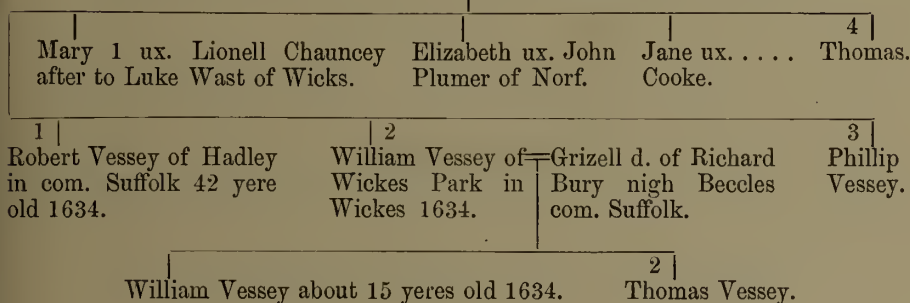 4
Mary 1 ux. Lionell Chauncey
after to Luke Wast of Wicks.
Elizabeth ux. John
Plumer of Norf.
Jane ux. . . . .
Cooke.
Thomas.
1
Robert Vessey of Hadley
in com. Suffolk 42 yere
old 1634.
2
William Vessey of
Wickes Park in
Wickes 1634.
Grizell d. of Richard
Bury nigh Beccles
com. Suffolk.
3
Phillip
Vessey.
William Vessey about 15 yeres old 1634.
2
Thomas Vessey.